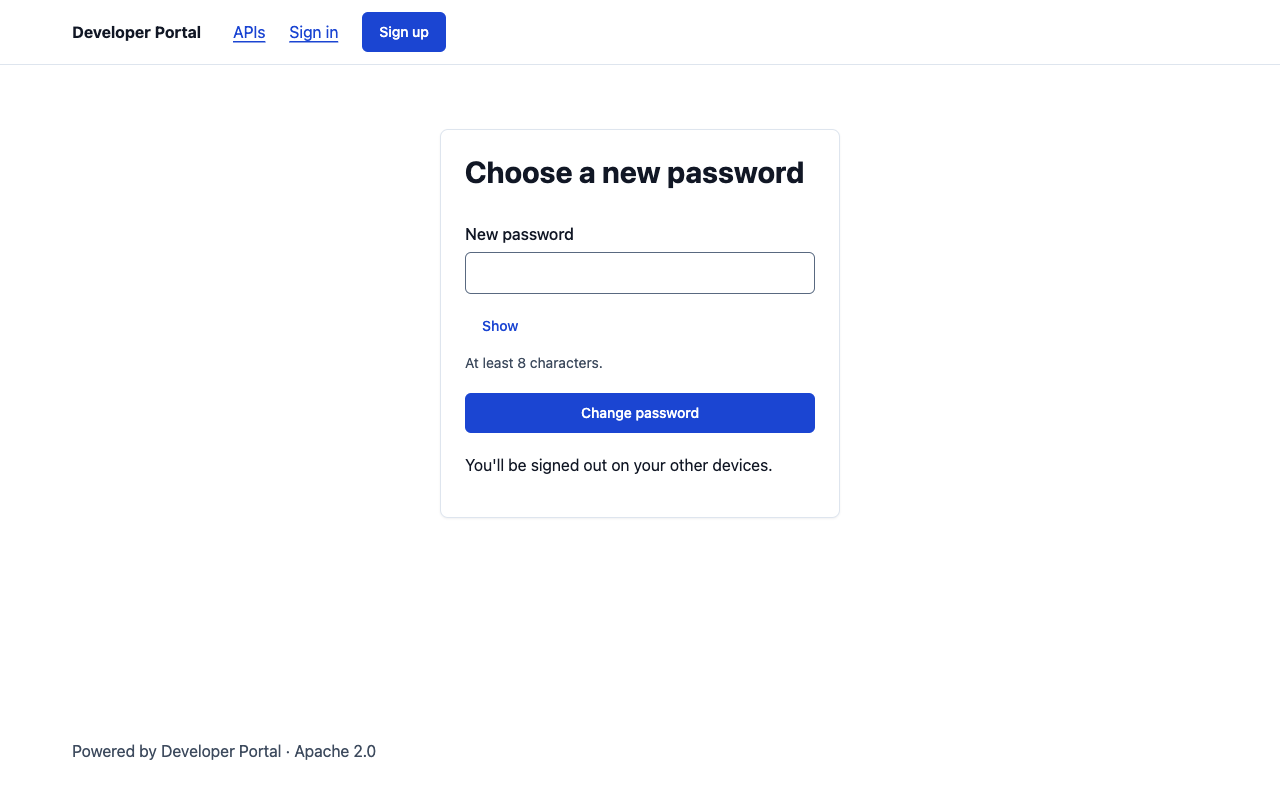 Developer Portal APIs Sign in Sign up
Choose a new password
New password
Show
At least 8 characters.
Change password
You'll be signed out on your other devices.
Powered by Developer Portal · Apache 2.0